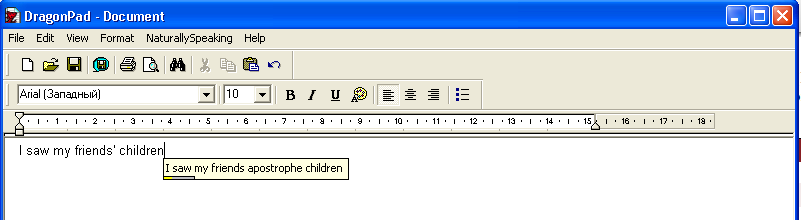 DragonPad - Document
File Edit View Format NaturallySpeaking Help
Arial (Западный) 10 B I U
1 2 3 4 5 6 7 8 9 10 11 12 13 14 15 16 17 18
I saw my friends' children
I saw my friends apostrophe children